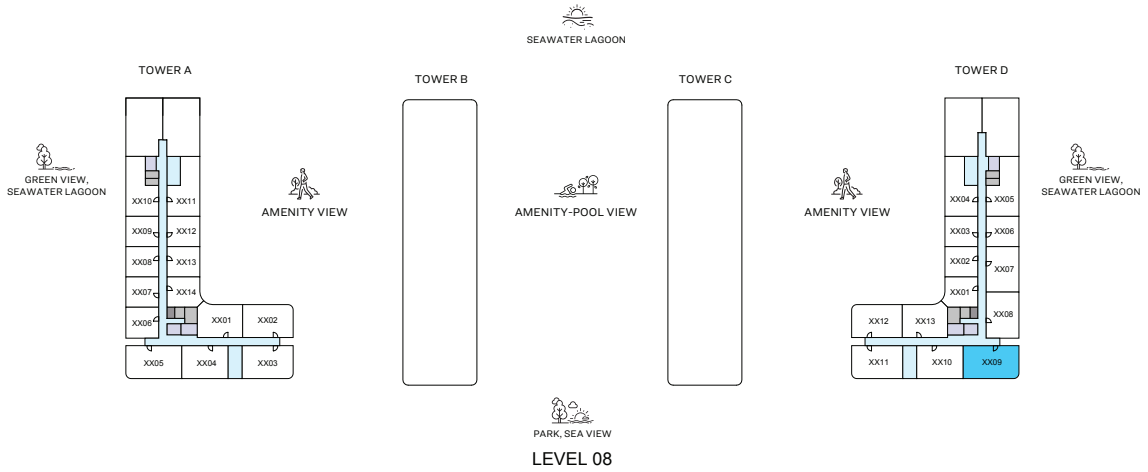 SEAWATER LAGOON
TOWER A
TOWER B
TOWER C
TOWER D
GREEN VIEW,
SEAWATER LAGOON
AMENITY VIEW
AMENITY-POOL VIEW
AMENITY VIEW
GREEN VIEW,
SEAWATER LAGOON
XX10
XX11
XX09
XX12
XX08
XX13
XX07
XX14
XX06
XX01
XX02
XX05
XX04
XX03
XX04
XX05
XX03
XX06
XX02
XX07
XX01
XX08
XX12
XX13
XX11
XX10
XX09
PARK, SEA VIEW
LEVEL 08